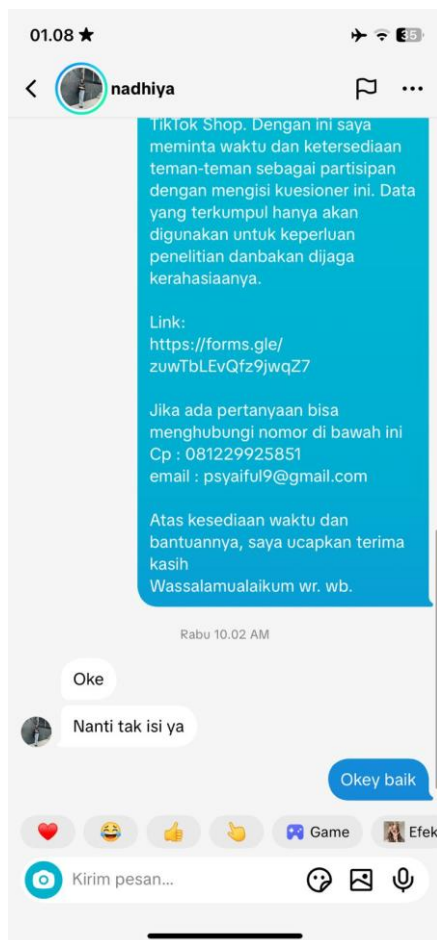 01.08 ★
35
nadhiya
TikTok Shop. Dengan ini saya
meminta waktu dan ketersediaan
teman-teman sebagai partisipan
dengan mengisi kuesioner ini. Data
yang terkumpul hanya akan
digunakan untuk keperluan
penelitian danbakan dijaga
kerahasiaanya.
Link:
https://forms.gle/
zuwTbLEvQfz9jwqZ7
Jika ada pertanyaan bisa
menghubungi nomor di bawah ini
Cp : 081229925851
email : psyaiful9@gmail.com
Atas kesediaan waktu dan
bantuannya, saya ucapkan terima
kasih
Wassalamualaikum wr. wb.
Rabu 10.02 AM
Oke
Nanti tak isi ya
Okey baik
Game
Efek
Kirim pesan...